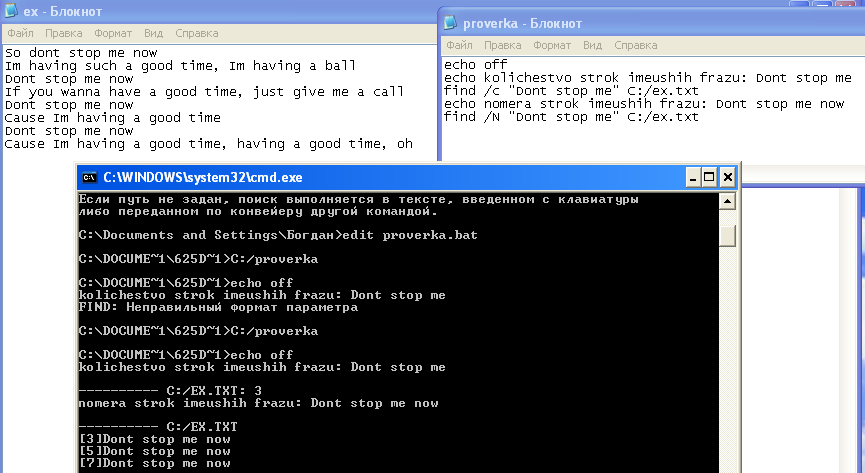 ex - Блокнот
Файл Правка Формат Вид Справка
So dont stop me now
Im having such a good time, Im having a ball
Dont stop me now
If you wanna have a good time, just give me a call
Dont stop me now
Cause Im having a good time
Dont stop me now
Cause Im having a good time, having a good time, oh
proverka - Блокнот
Файл Правка Формат Вид Справка
echo off
echo kolichestvo strok imeushih frazu: Dont stop me
find /c "Dont stop me" C:/ex.txt
echo nomera strok imeushih frazu: Dont stop me now
find /N "Dont stop me" C:/ex.txt
C:\WINDOWS\system32\cmd.exe
Если путь не задан, поиск выполняется в тексте, введенном с клавиатуры
либо переданном по конвейеру другой командой.
C:\Documents and Settings\Богдан>edit proverka.bat
C:\DOCUME~1\625D~1>C:/proverka
C:\DOCUME~1\625D~1>echo off
kolichestvo strok imeushih frazu: Dont stop me
FIND: Неправильный формат параметра
C:\DOCUME~1\625D~1>C:/proverka
C:\DOCUME~1\625D~1>echo off
kolichestvo strok imeushih frazu: Dont stop me
---------- C:/EX.TXT: 3
nomera strok imeushih frazu: Dont stop me now
---------- C:/EX.TXT
[3]Dont stop me now
[5]Dont stop me now
[7]Dont stop me now